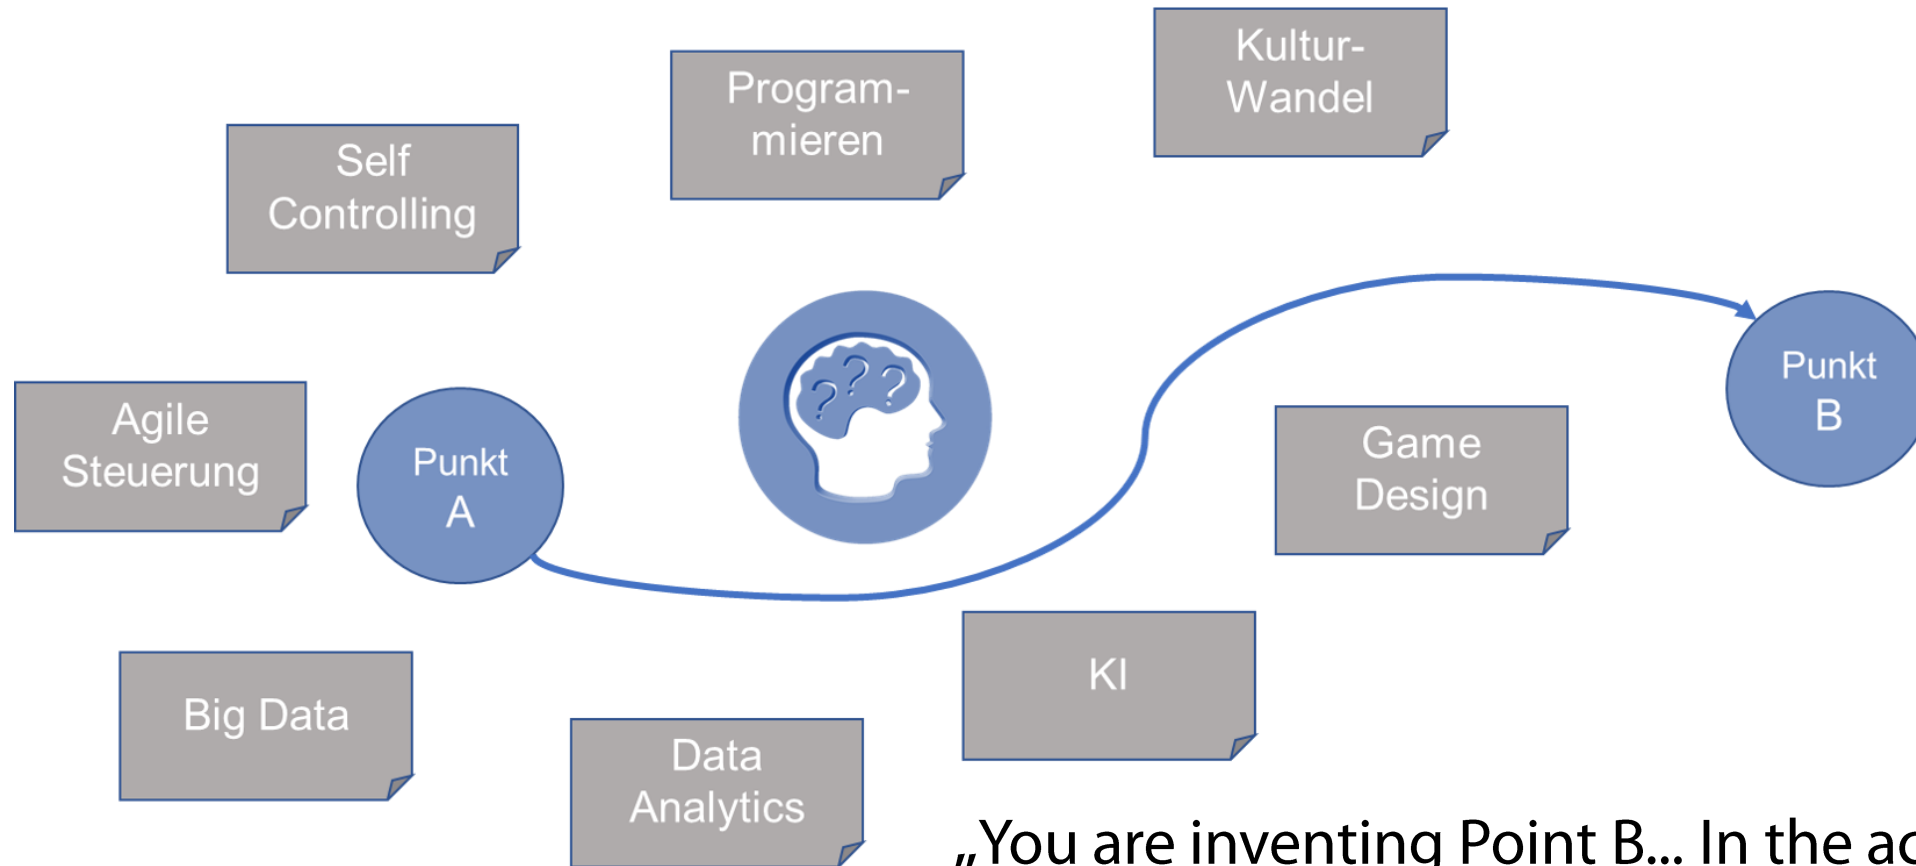 Kultur-
Wandel
Program-
mieren
Self
Controlling
Punkt
B
Agile
Steuerung
Punkt
A
? ? ?
Game
Design
KI
Big Data
Data
Analytics
„You are inventing Point B... In the